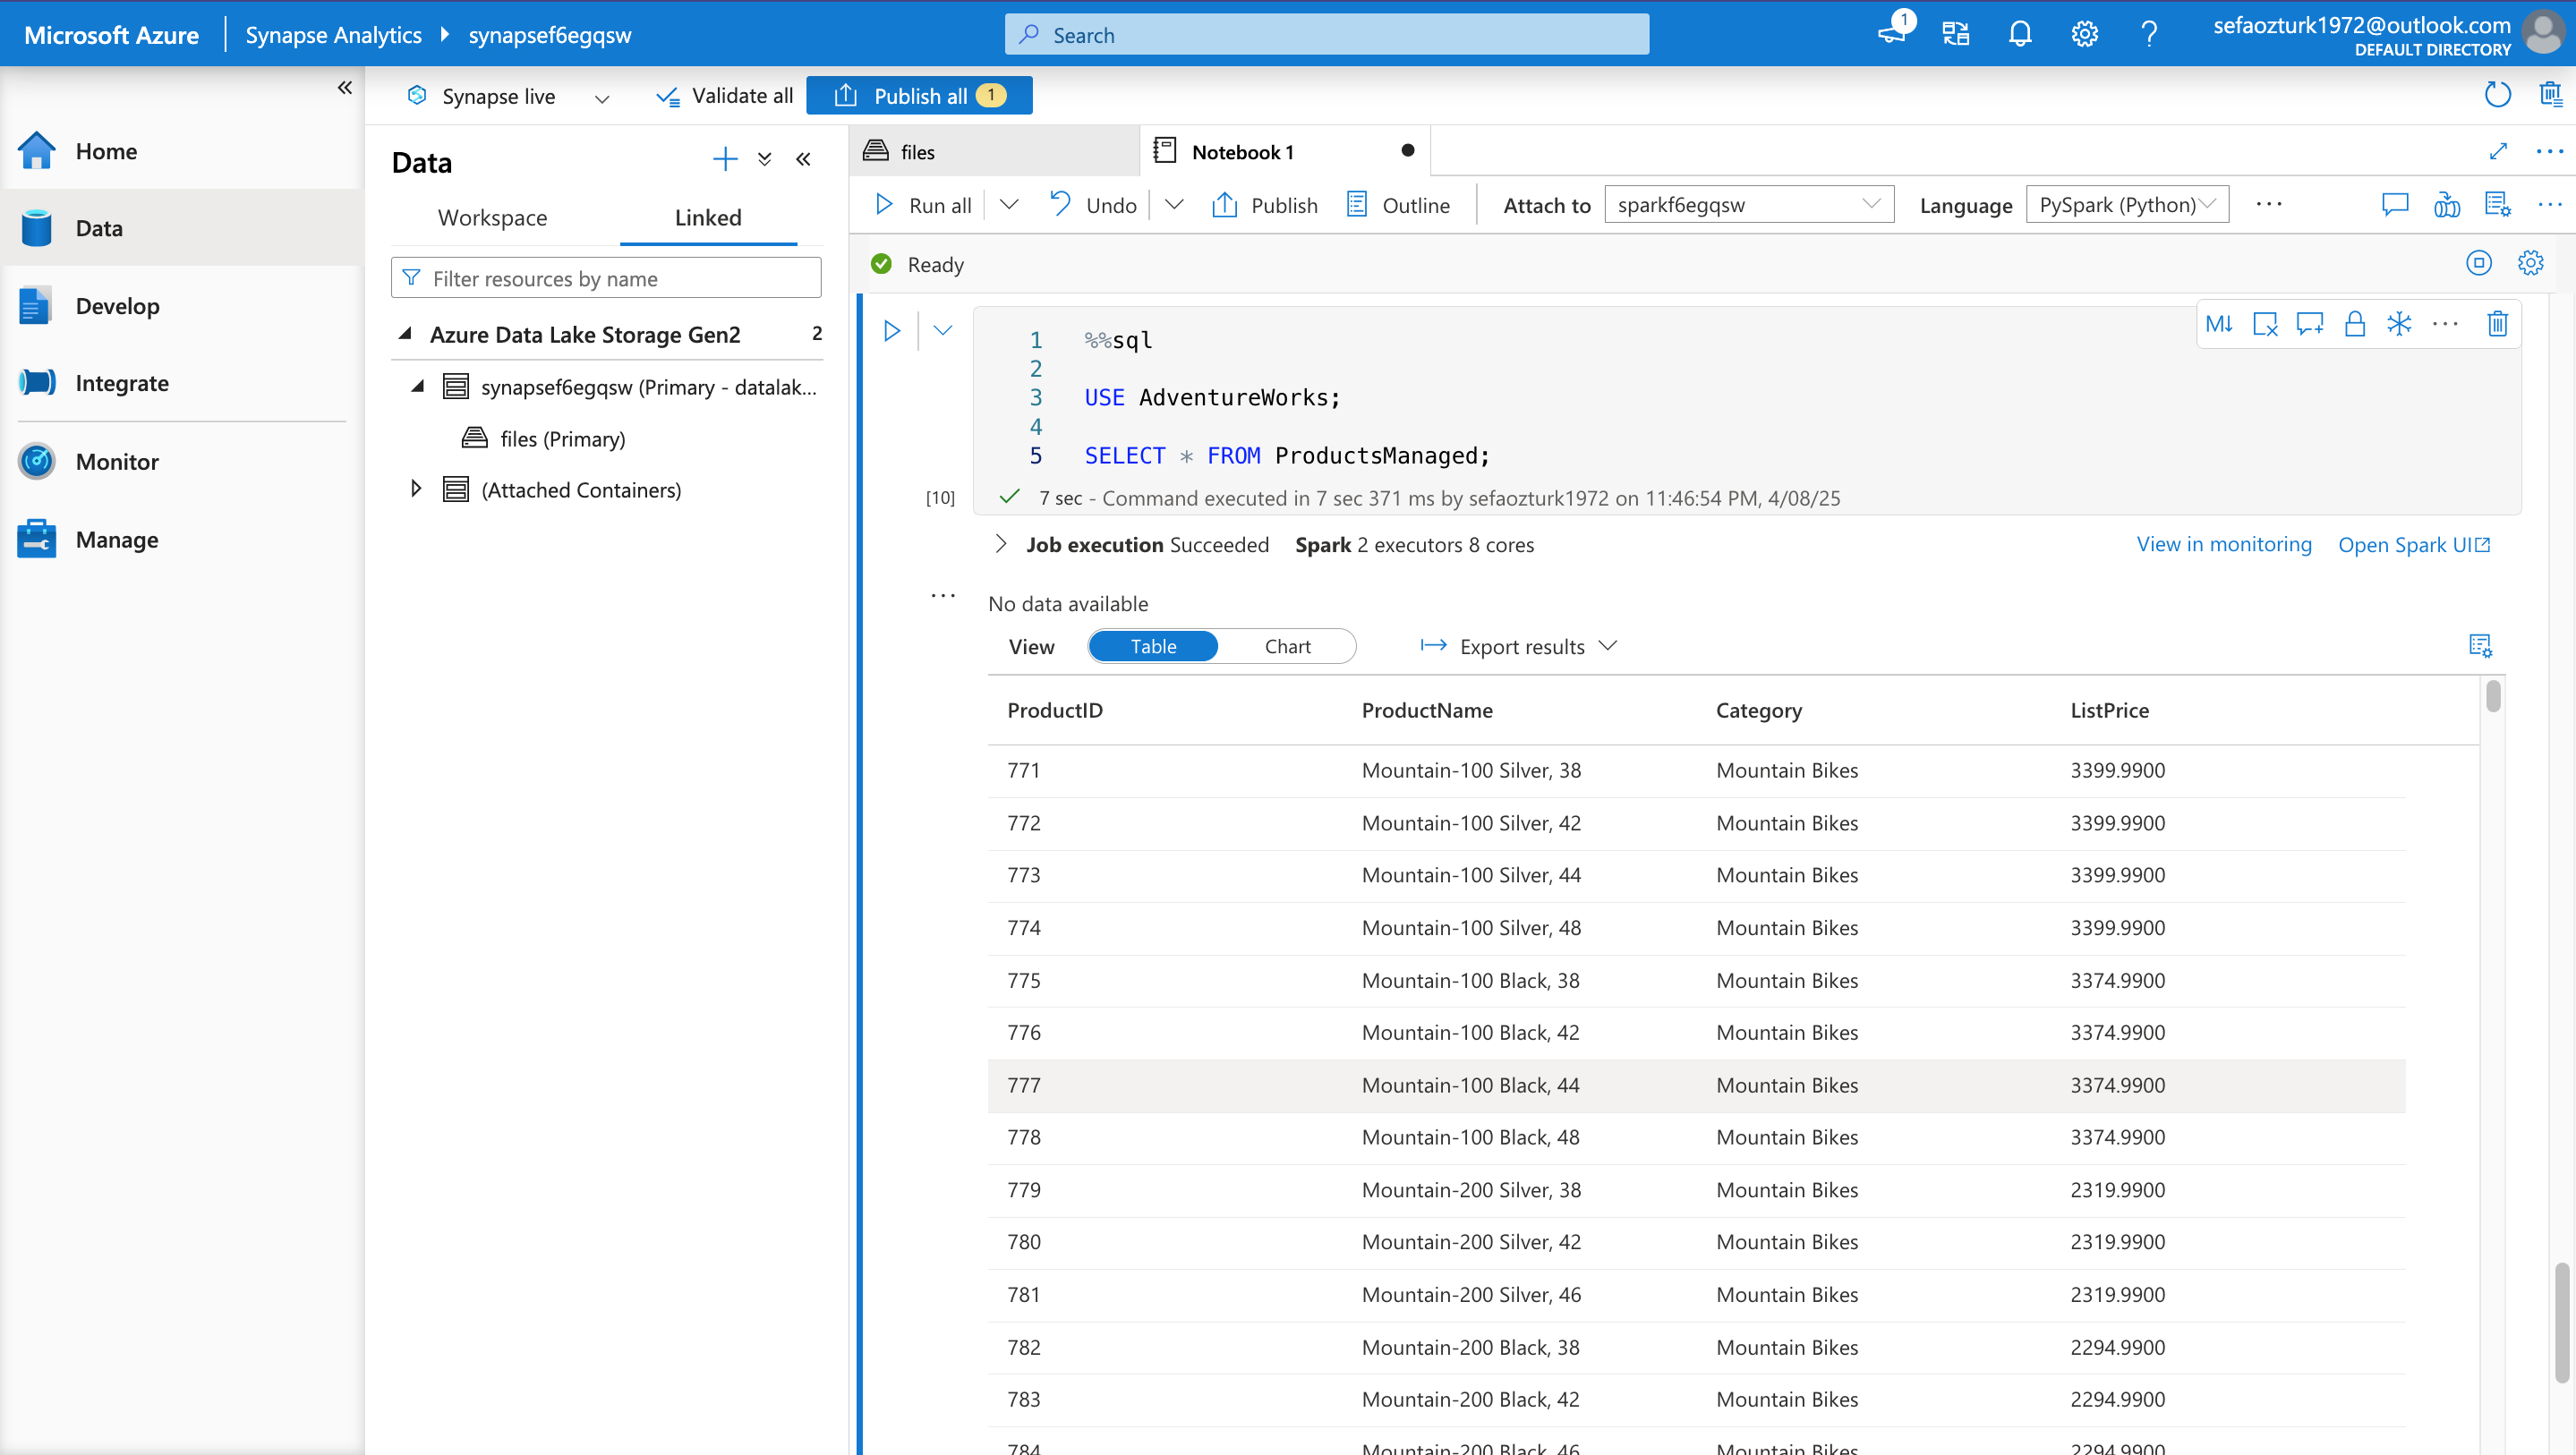 Microsoft Azure
Synapse Analytics
synapsef6egqsw
Search
1
sefaozturk1972@outlook.com
DEFAULT DIRECTORY
Synapse live
Validate all
Publish all 1
Home
Data
Develop
Integrate
Monitor
Manage
Data
Workspace
Linked
Filter resources by name
Azure Data Lake Storage Gen2 2
synapsef6egqsw (Primary - datalak...
files (Primary)
(Attached Containers)
files
Notebook 1
Run all
Undo
Publish
Outline
Attach to
sparkf6egqsw
Language
PySpark (Python)
Ready
M↓
1 %%sql
2
3 USE AdventureWorks;
4
5 SELECT * FROM ProductsManaged;
[10]
7 sec - Command executed in 7 sec 371 ms by sefaozturk1972 on 11:46:54 PM, 4/08/25
Job execution Succeeded Spark 2 executors 8 cores
View in monitoring
Open Spark UI
No data available
View
Table
Chart
Export results
ProductID ProductName Category ListPrice
771 Mountain-100 Silver, 38 Mountain Bikes 3399.9900
772 Mountain-100 Silver, 42 Mountain Bikes 3399.9900
773 Mountain-100 Silver, 44 Mountain Bikes 3399.9900
774 Mountain-100 Silver, 48 Mountain Bikes 3399.9900
775 Mountain-100 Black, 38 Mountain Bikes 3374.9900
776 Mountain-100 Black, 42 Mountain Bikes 3374.9900
777 Mountain-100 Black, 44 Mountain Bikes 3374.9900
778 Mountain-100 Black, 48 Mountain Bikes 3374.9900
779 Mountain-200 Silver, 38 Mountain Bikes 2319.9900
780 Mountain-200 Silver, 42 Mountain Bikes 2319.9900
781 Mountain-200 Silver, 46 Mountain Bikes 2319.9900
782 Mountain-200 Black, 38 Mountain Bikes 2294.9900
783 Mountain-200 Black, 42 Mountain Bikes 2294.9900
784 Mountain-200 Black, 46 Mountain Bikes 2294.9900